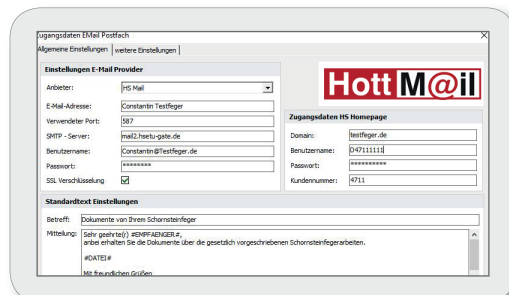 Zugangsdaten EMail Postfach
Allgemeine Einstellungen weitere Einstellungen
Einstellungen E-Mail Provider
Anbieter: HS Mail
E-Mail-Adresse: Constantin Testfeger
Verwendeter Port: 587
SMTP - Server: mail2.hsetu-gate.de
Benutzername: Constantin@Testfeger.de
Passwort: ********
SSL Verschlüsselung
Hott M@il
Zugangsdaten HS Homepage
Domain: testfeger.de
Benutzername: D47111111
Passwort: **********
Kundennummer: 4711
Standardtext Einstellungen
Betreff: Dokumente von Ihrem Schornsteinfeger
Mitteilung: Sehr geehrte(r) #EMPFAENGER#,
anbei erhalten Sie die Dokumente über die gesetzlich vorgeschriebenen Schornsteinfegerarbeiten.
#DATEI#
Mit freundlichen Grüßen